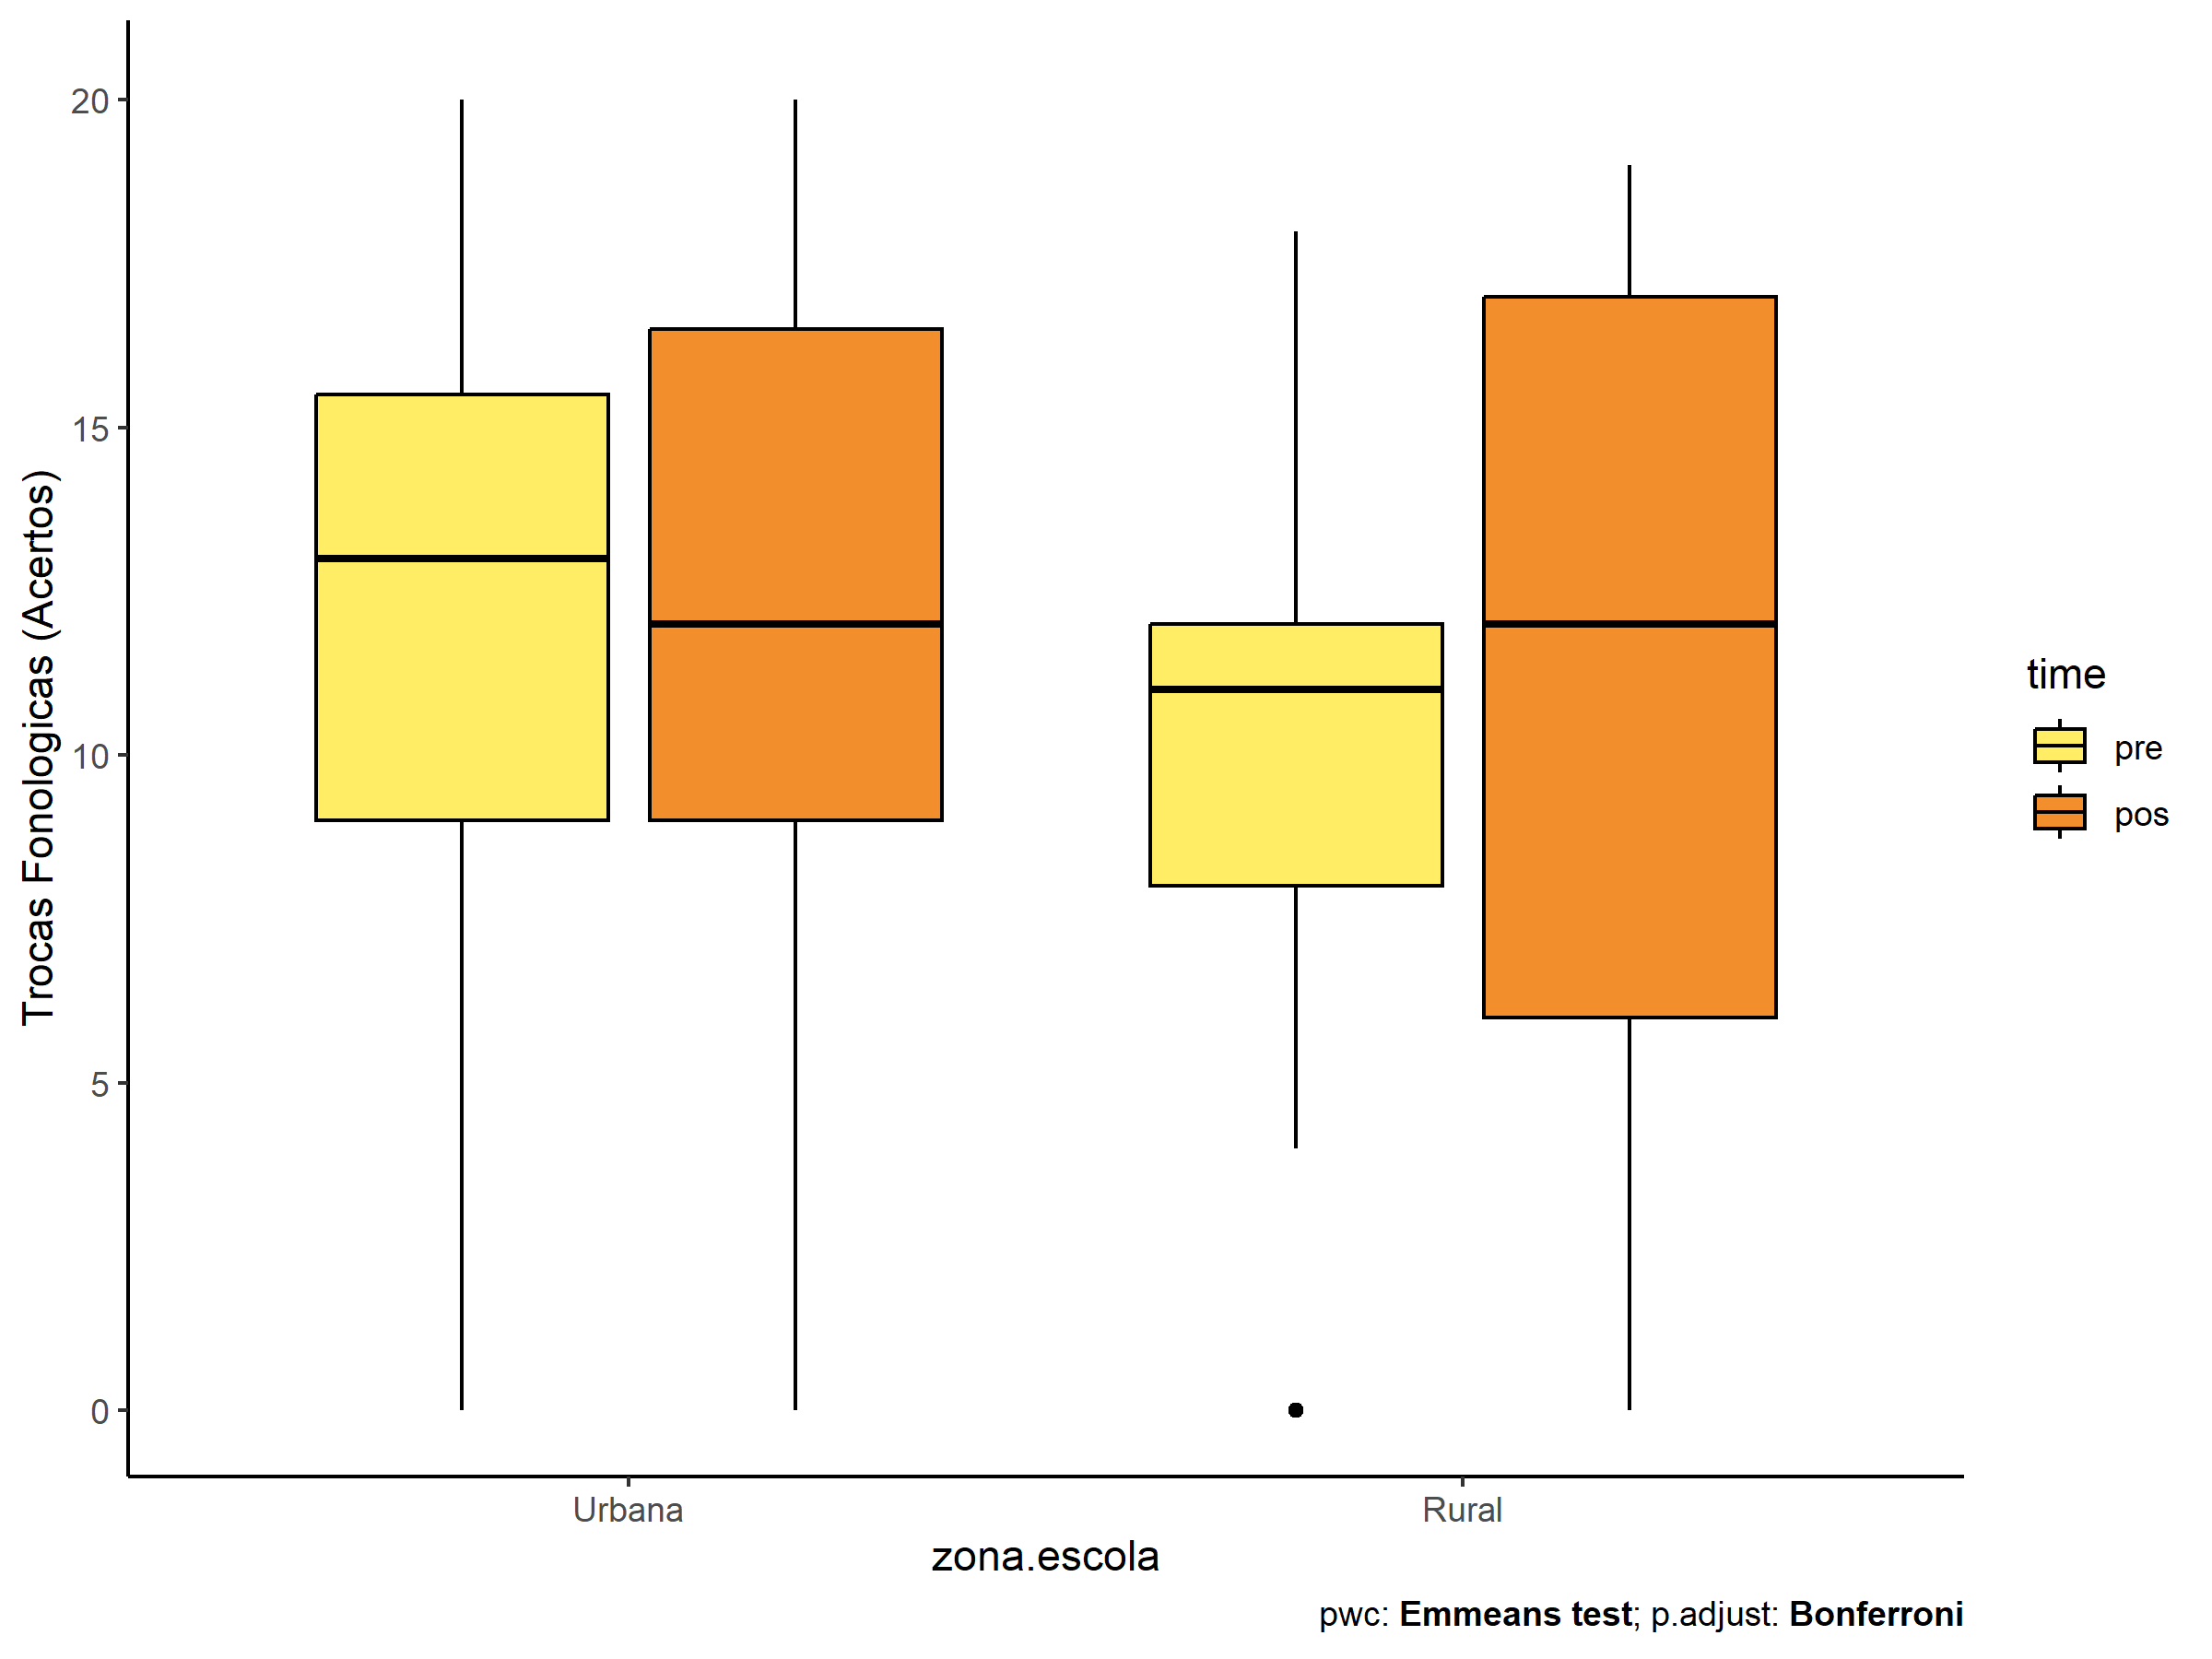 Trocas Fonologicas (Acertos)
20
15
10
5
0
Urbana
Rural
zona.escola
time
pre
pos
pwc: Emmeans test; p.adjust: Bonferroni